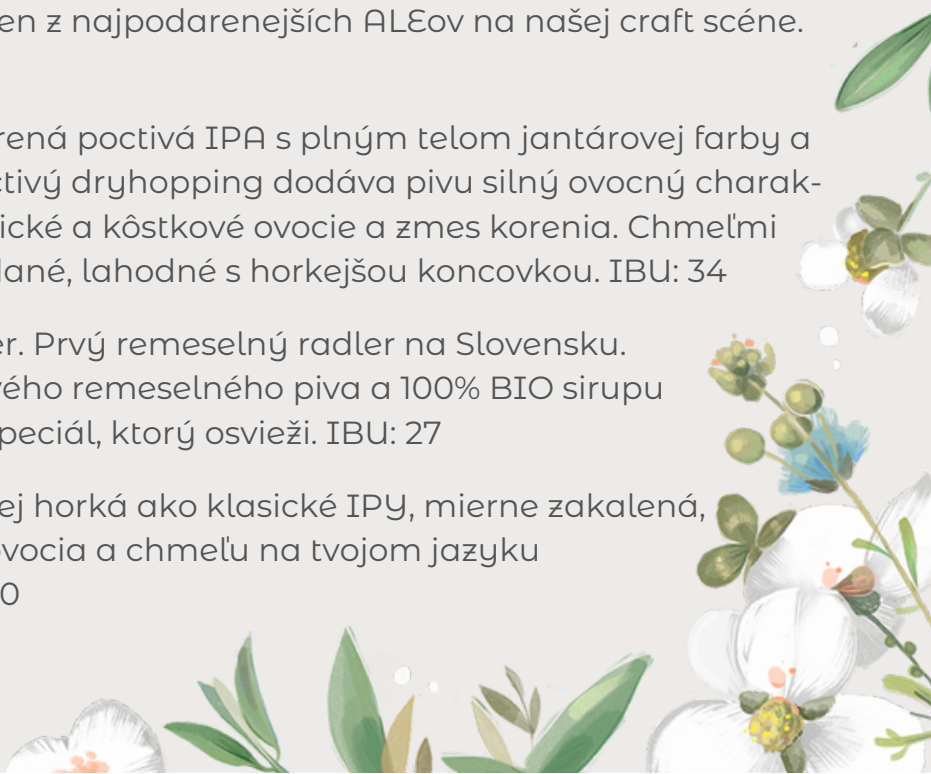 en z najpodarenejších ALEov na našej craft scéne.
rená poctivá IPA s plným telom jantárovej farby a
ctivý dryhopping dodáva pivu silný ovocný charak-
ické a kôstkové ovocie a zmes korenia. Chmeľmi
dané, lahodné s horkejšou koncovkou. IBU: 34
er. Prvý remeselný radler na Slovensku.
vého remeselného piva a 100% BIO sirupu
peciál, ktorý osvieži. IBU: 27
ej horká ako klasické IPY, mierne zakalená,
ovocia a chmeľu na tvojom jazyku
0